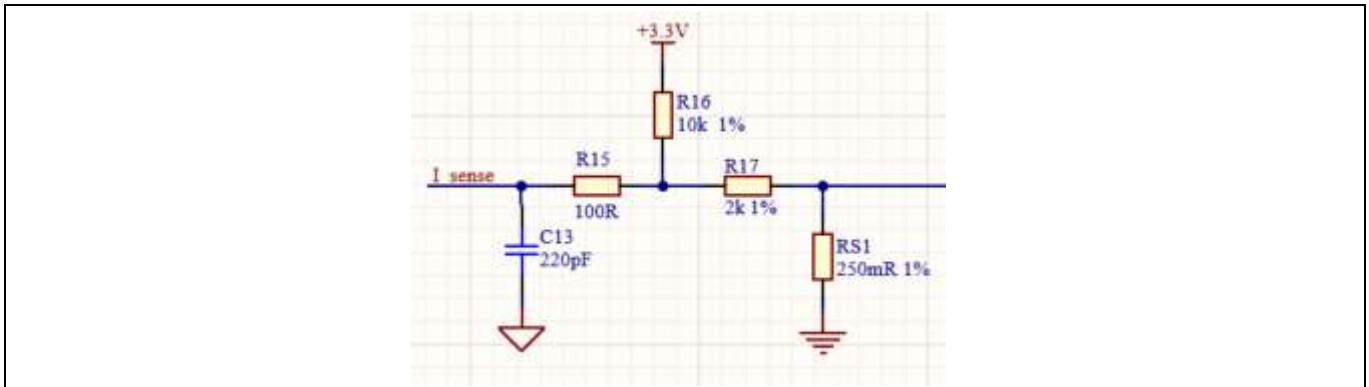 +3.3V
R16
10k 1%
I_sense
R15
100R
R17
2k 1%
C13
220pF
RS1
250mR 1%